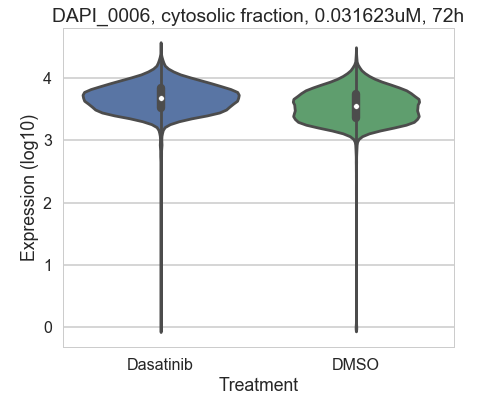 DAPI_0006, cytosolic fraction, 0.031623uM, 72h
4
3
2
1
0
Expression (log10)
Dasatinib
DMSO
Treatment